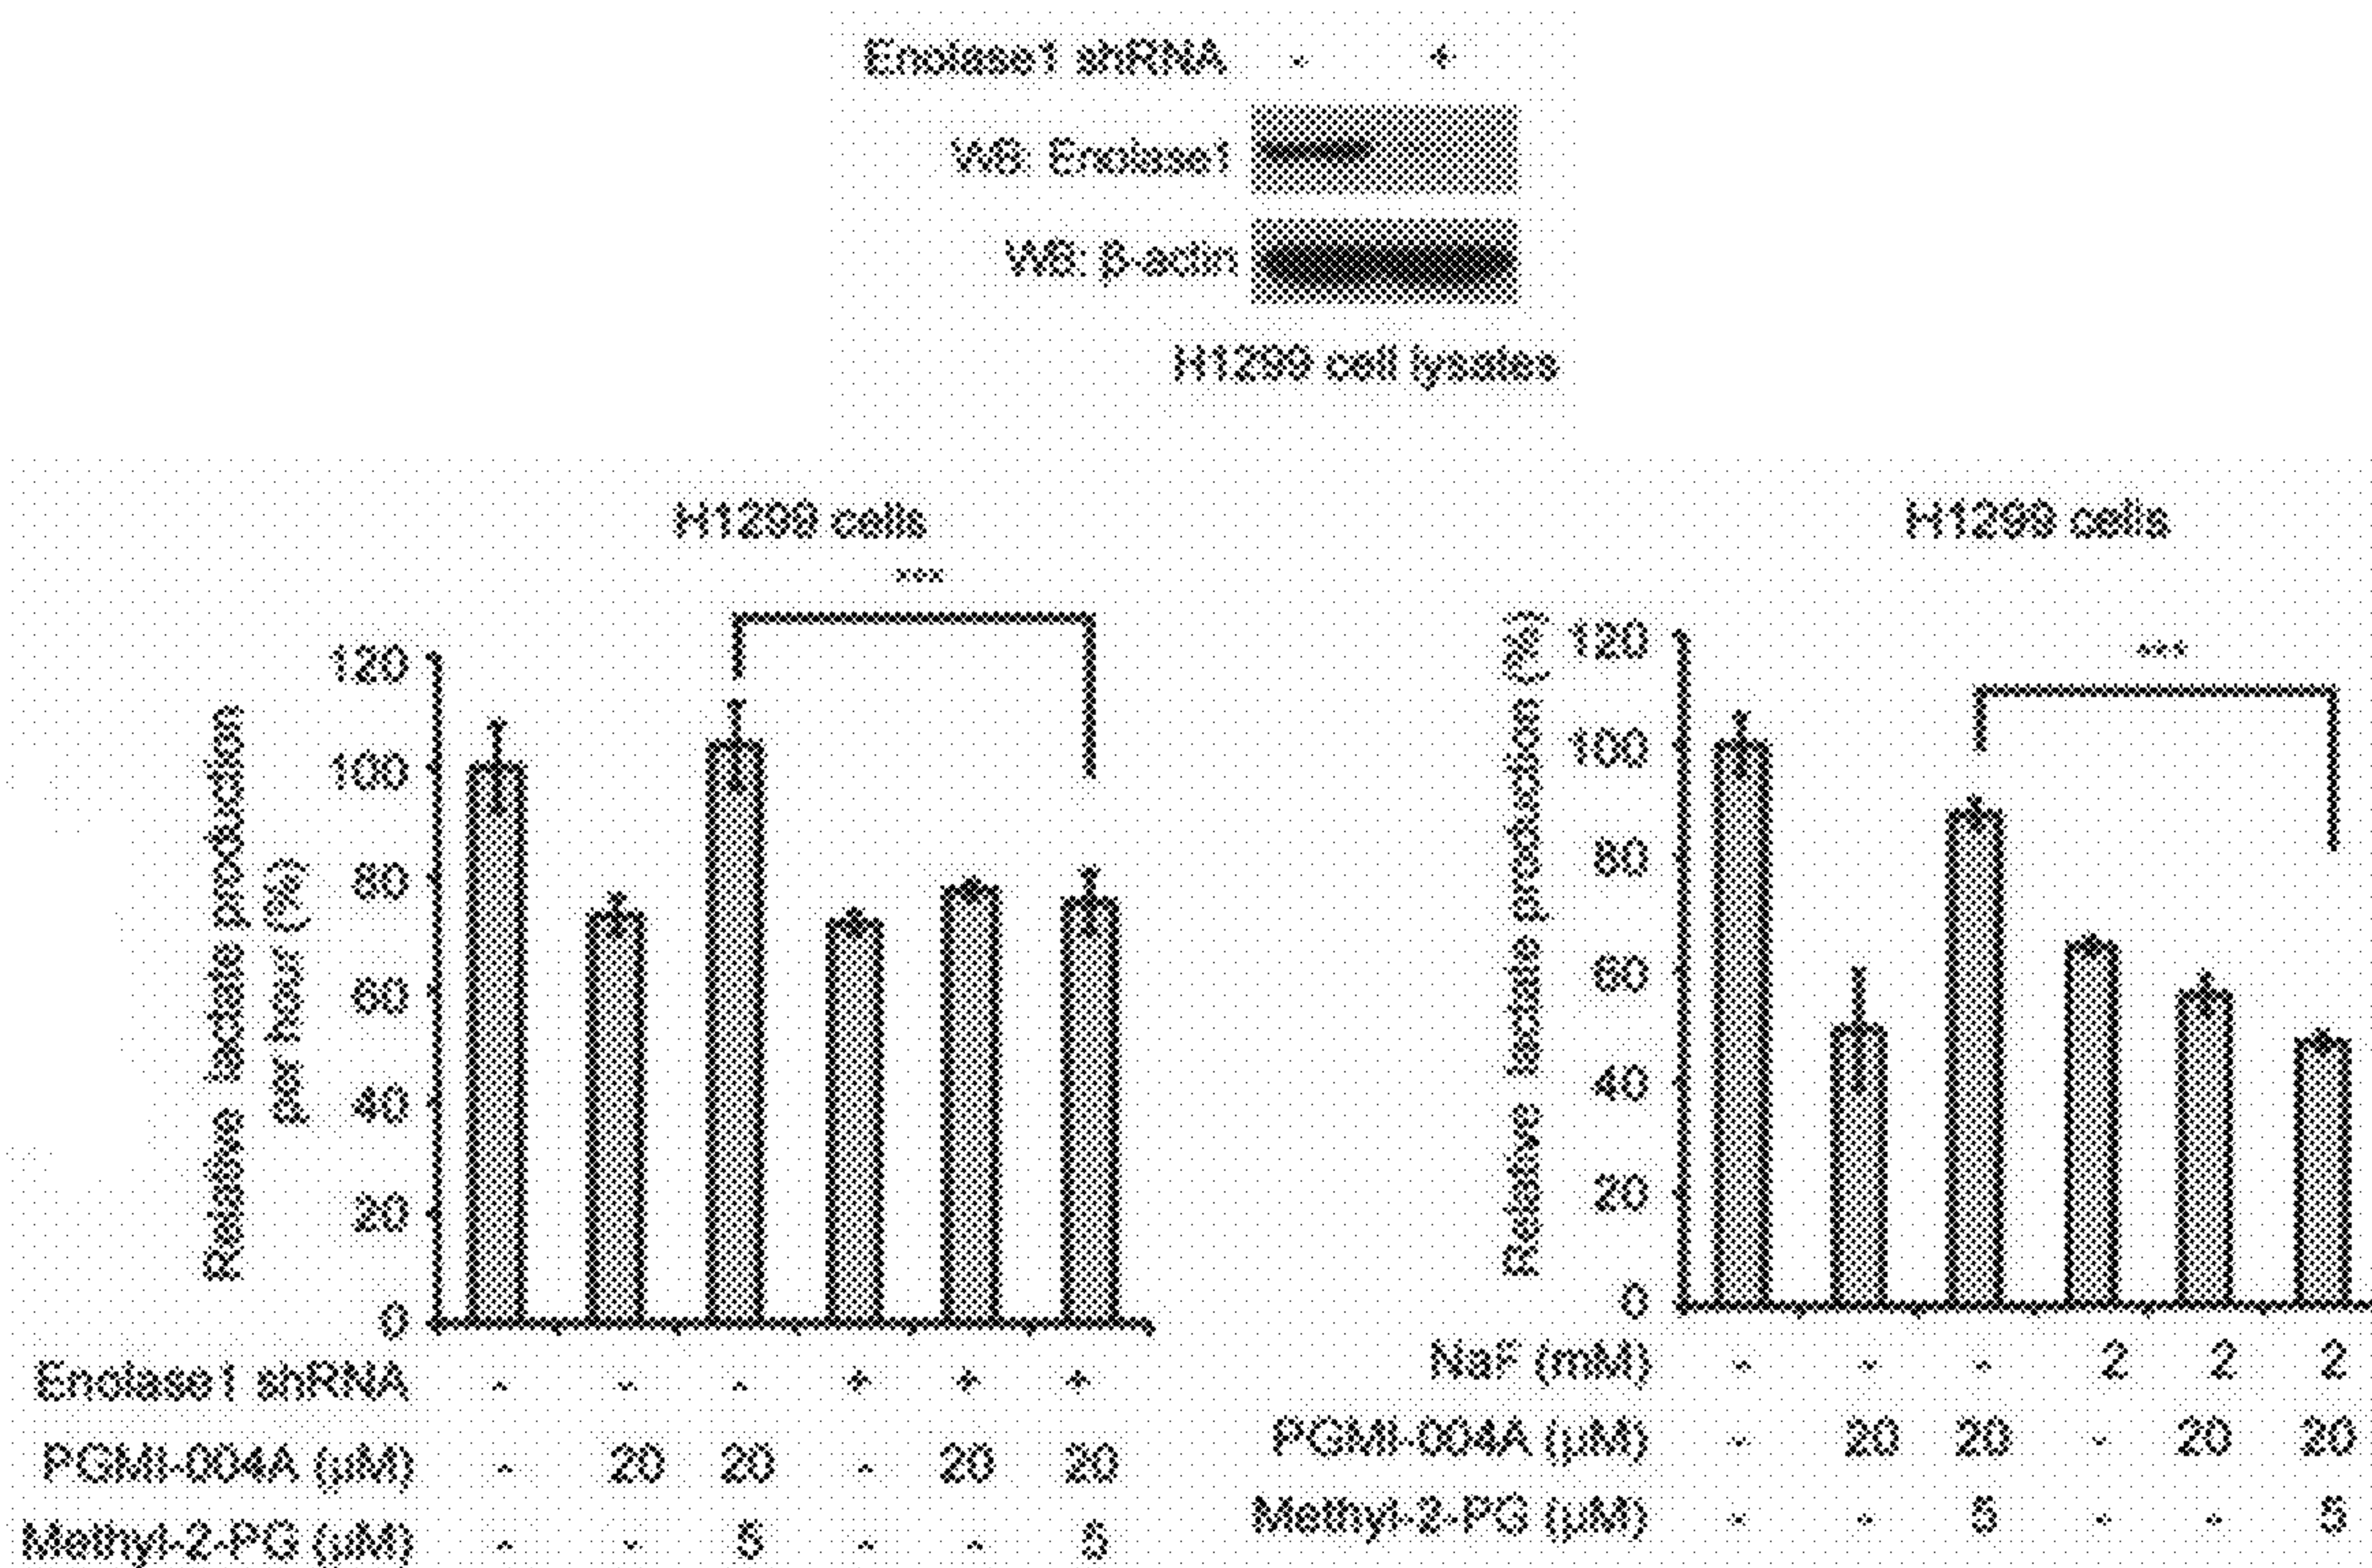 Enolase1 shRNA - +
WB: Enolase1
WB: β-actin
H1299 cell lysates
H1299 cells
***
Relative lactate production
per hour (%)
120
100
80
60
40
20
0
Enolase1 shRNA - - - + + +
PGMI-004A (μM) - 20 20 - 20 20
Methyl-2-PG (μM) - - 5 - - 5
H1299 cells
***
Relative lactate production (%)
120
100
80
60
40
20
0
NaF (mM) - - - 2 2 2
PGMI-004A (μM) - 20 20 - 20 20
Methyl-2-PG (μM) - - 5 - - 5